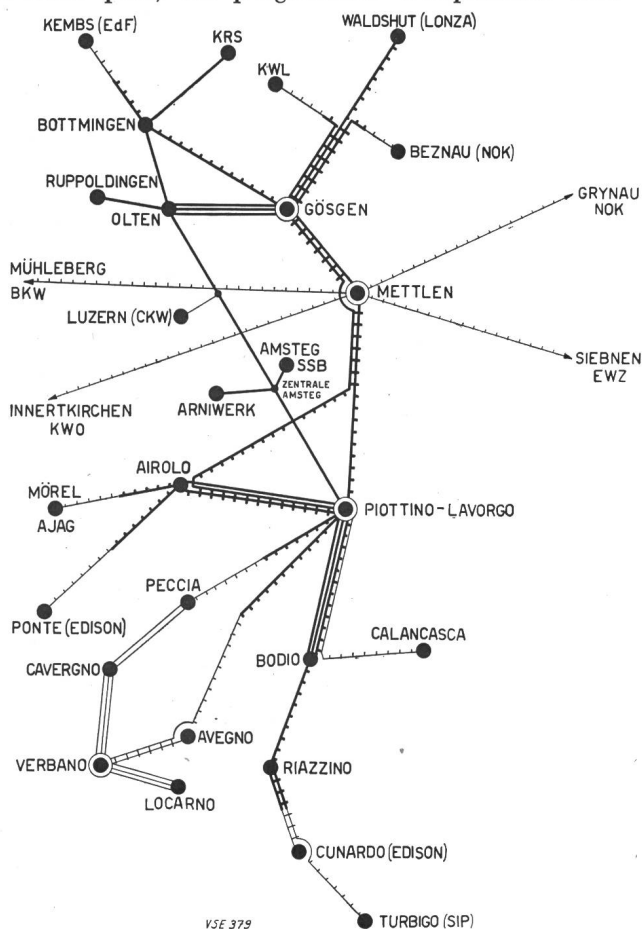 KEMBS (EdF)
KRS
WALDSHUT (LONZA)
KWL
BOTTMINGEN
BEZNAU (NOK)
RUPPOLDINGEN
OLTEN
GÖSGEN
GRYNAU
NOK
MÜHLEBERG
BKW
METTLEN
LUZERN (CKW)
AMSTEG
SSB
ZENTRALE
AMSTEG
ARNIWERK
SIEBNEN
EWZ
INNERTKIRCHEN
KWO
AIROLO
MÖREL
AJAG
PIOTTINO-LAVORGO
PECCIA
PONTE (EDISON)
CALANCASCA
BODIO
CAVERGNO
AVEGNO
VERBANO
RIAZZINO
LOCARNO
CUNARDO (EDISON)
TURBIGO (SIP)
VSE 379